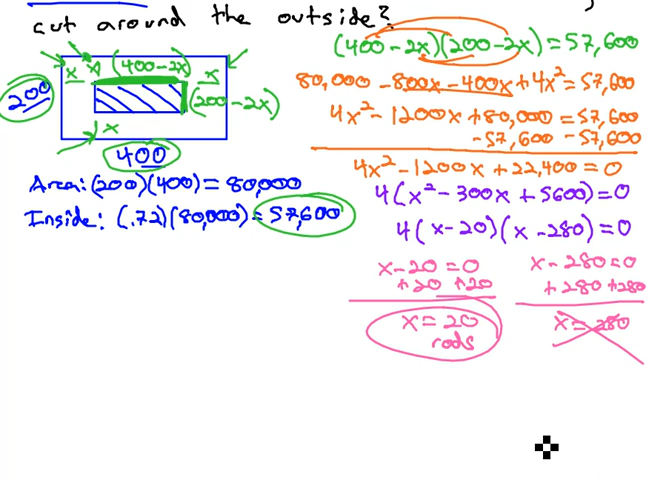 cut around the outside?
x x (400-2x) x
200
(200-2x)
x
400
Area: (200)(400) = 80,000
Inside: (.72)(80,000) = 57,600
(400-2x)(200-2x) = 57,600
80,000 - 800x - 400x + 4x² = 57,600
4x² - 1200x + 80,000 = 57,600
-57,600 -57,600
4x² - 1200x + 22,400 = 0
4(x² - 300x + 5600) = 0
4(x-20)(x-280) = 0
x-20 = 0
+20 +20
x = 20
rods
x-280 = 0
+280 +280
x = 280